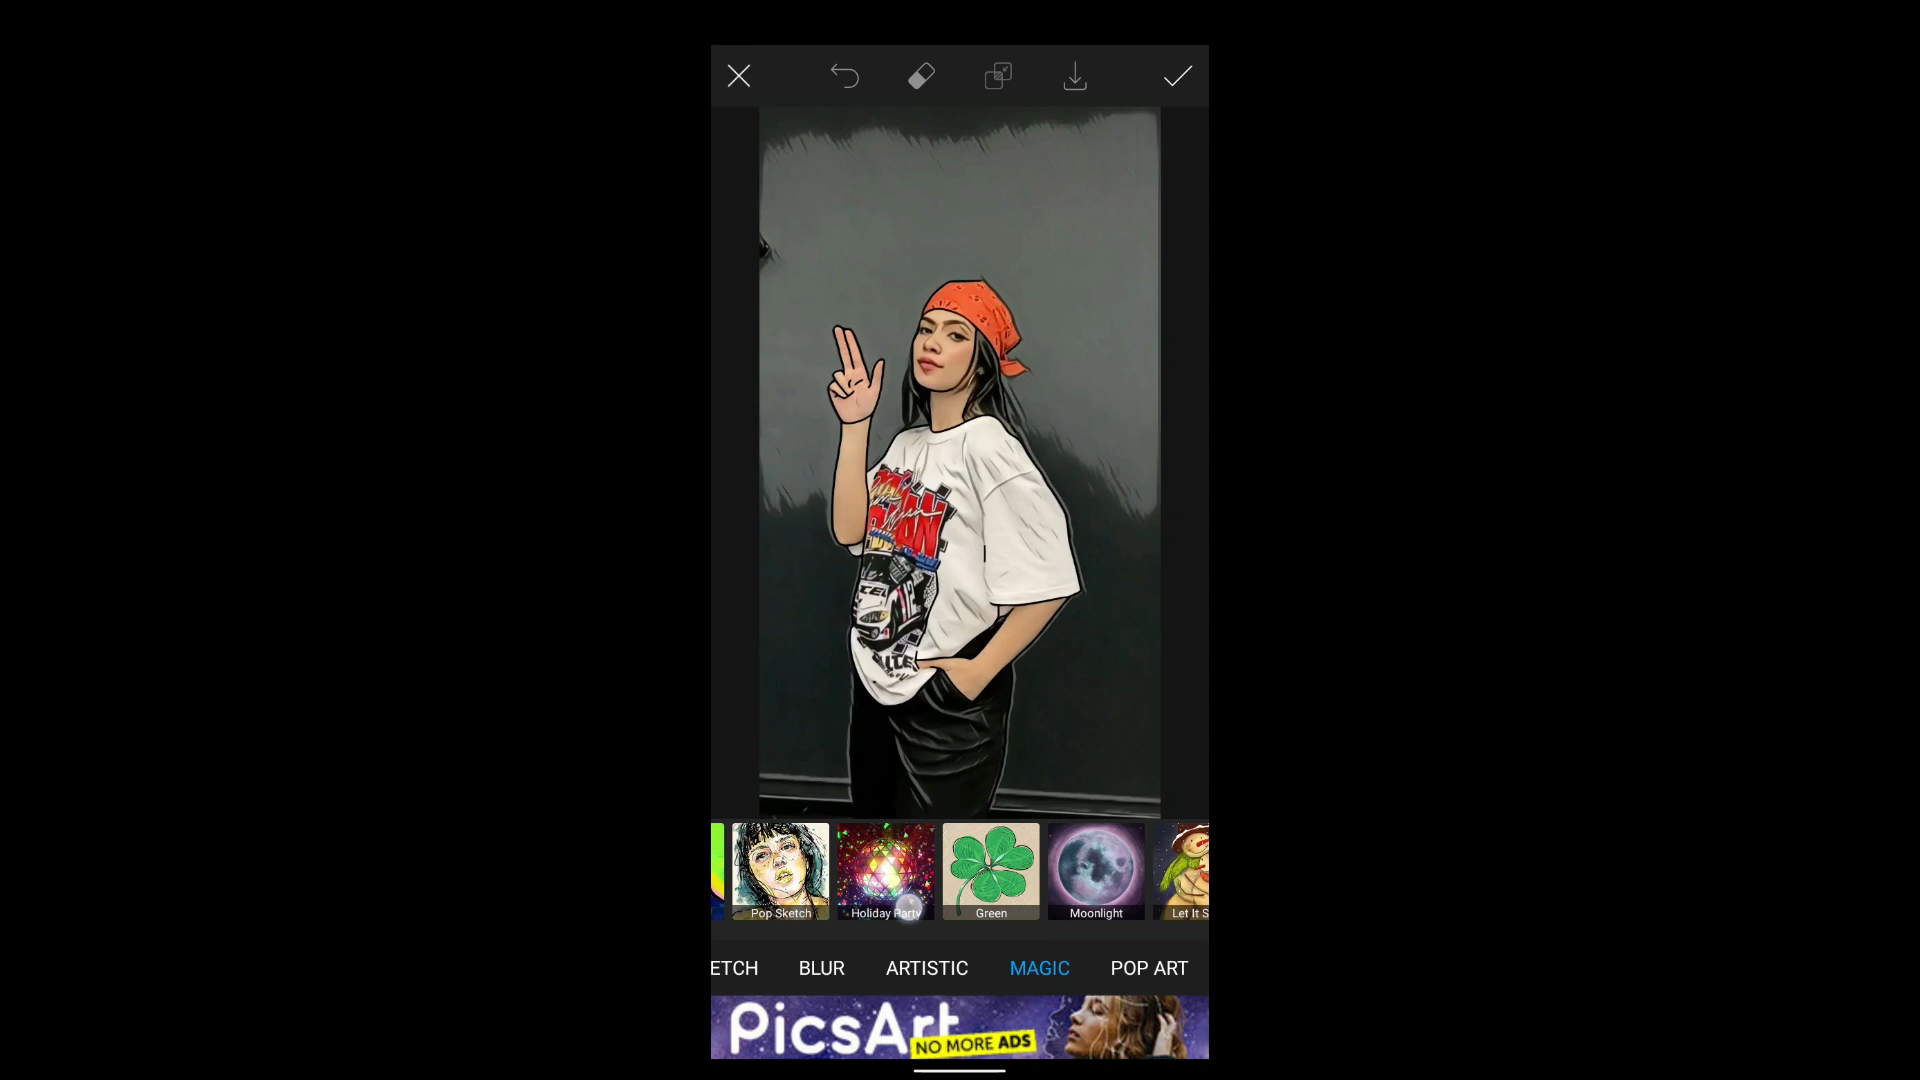 Pop Sketch
Holiday Party
Green
Moonlight
Let It S
ETCH
BLUR
ARTISTIC
MAGIC
POP ART
PicsArt
NO MORE ADS